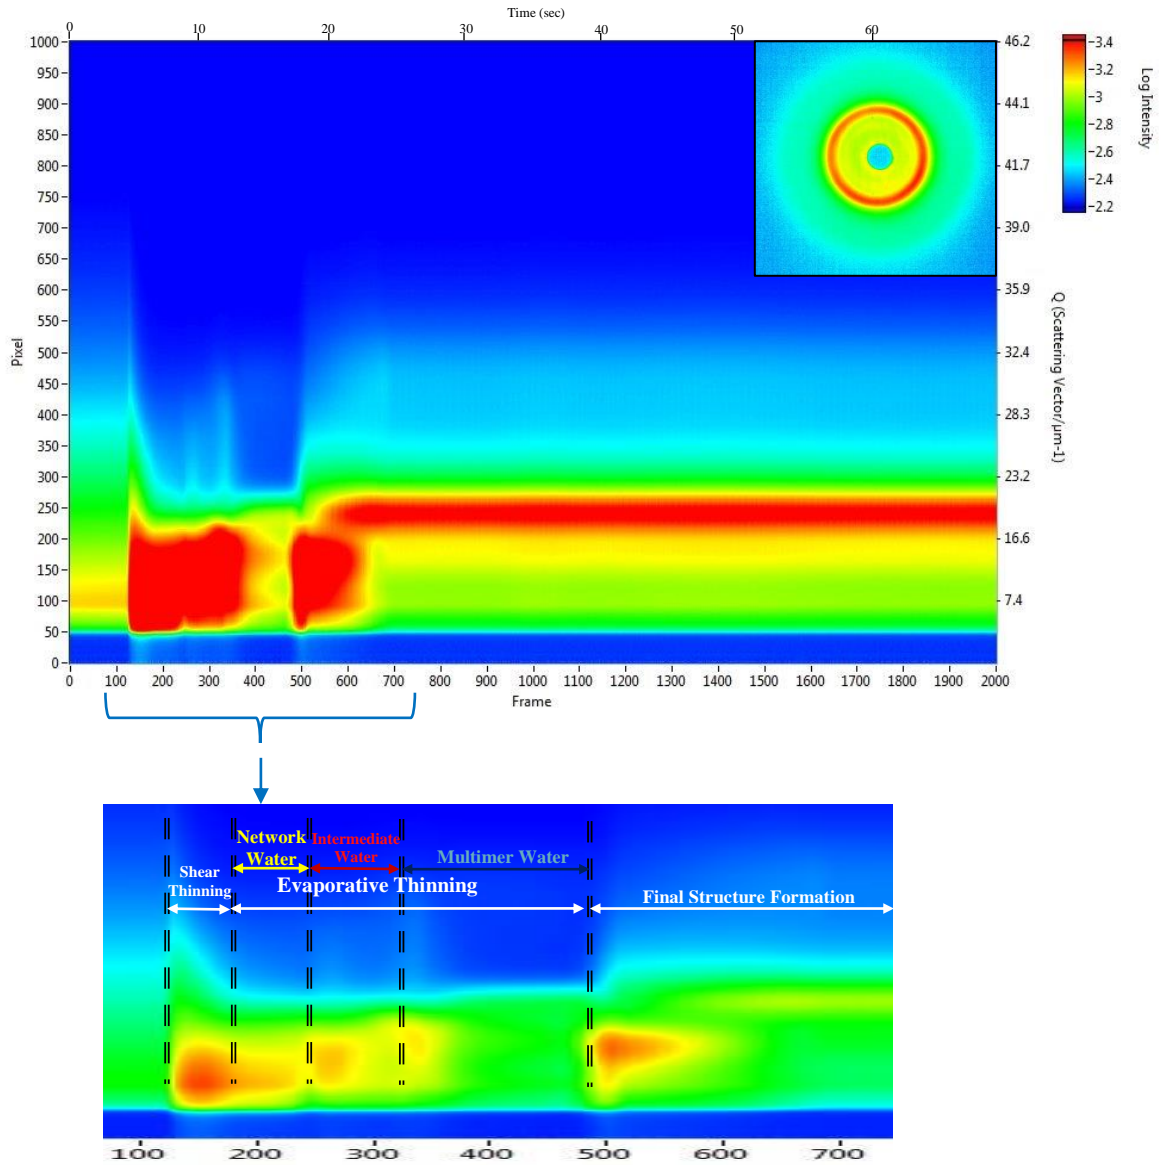 Time (sec)
0 10 20 30 40 50 60
1000 950 900 850 800 750 700 650 600 550 500 450 400 350 300 250 200 150 100 50 0
Pixel
46.2 44.1 41.7 39.0 35.9 32.4 28.3 23.2 16.6 7.4
Q (Scattering Vector/µm-1)
3.4 3.2 3 2.8 2.6 2.4 2.2
Log Intensity
0 100 200 300 400 500 600 700 800 900 1000 1100 1200 1300 1400 1500 1600 1700 1800 1900 2000
Frame
Network
Water
Intermediate
Water
Multimer Water
Shear
Thinning
Evaporative Thinning
Final Structure Formation
100 200 300 400 500 600 700